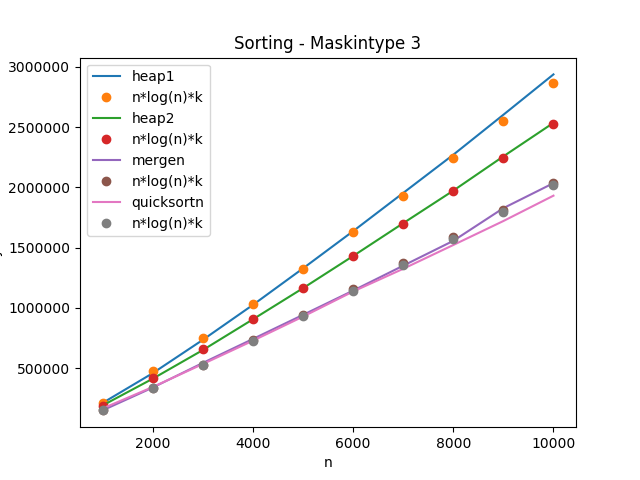 Sorting - Maskintype 3
3000000
2500000
2000000
1500000
1000000
500000
heap1
n*log(n)*k
heap2
n*log(n)*k
mergen
n*log(n)*k
quicksortn
n*log(n)*k
2000 4000 6000 8000 10000
n